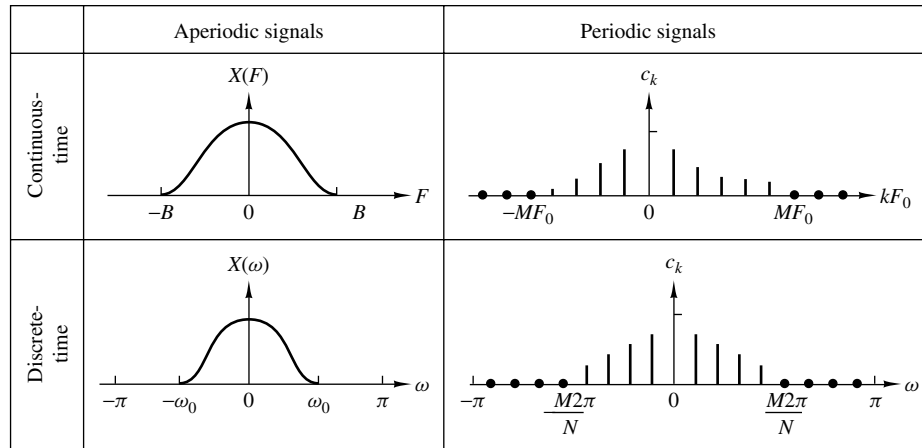 Aperiodic signals
Periodic signals
Continuous-
time
X(F)
−B
0
B
F
c_k
−MF_0
0
MF_0
kF_0
Discrete-
time
X(ω)
−π
−ω_0
0
ω_0
π
ω
c_k
−π
−M2π
N
0
M2π
N
π
ω